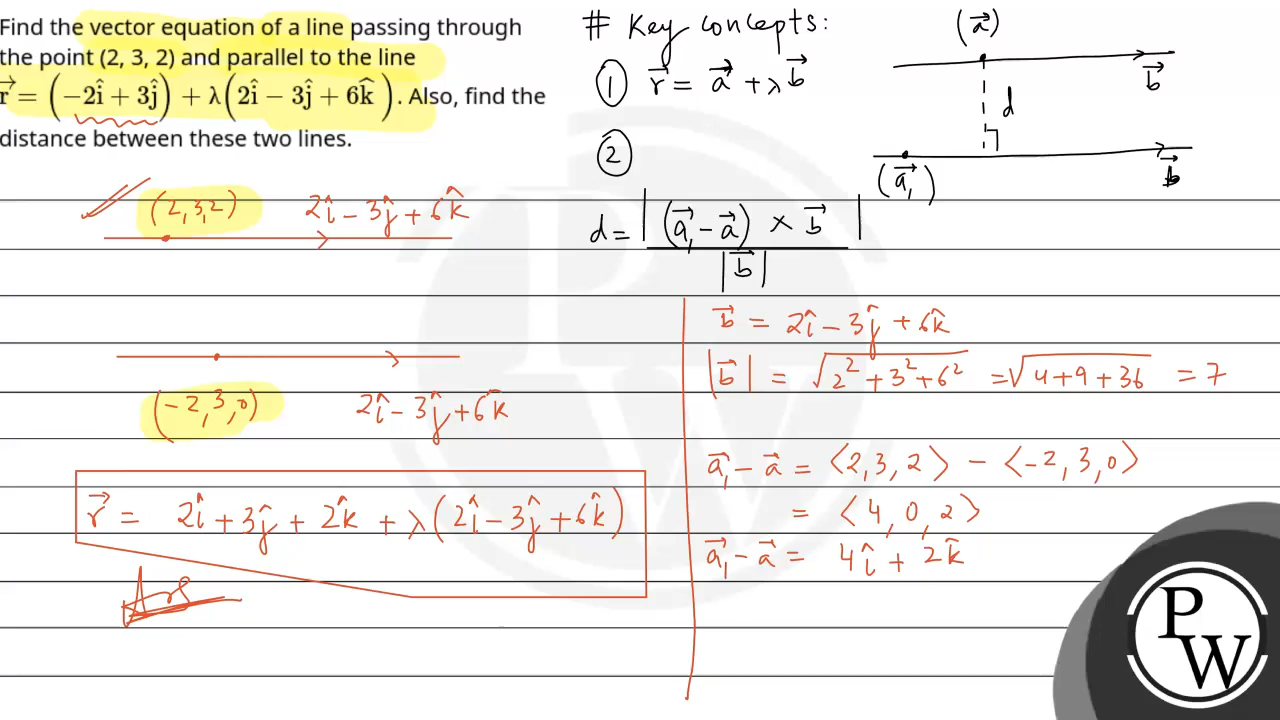 Find the vector equation of a line passing through
the point (2, 3, 2) and parallel to the line
r⃗ = (−2î + 3ĵ) + λ(2î − 3ĵ + 6k̂). Also, find the
distance between these two lines.
# Key concepts:
① r⃗ = a⃗ + λb⃗
②
d = |(a⃗₁ − a⃗) × b⃗| / |b⃗|
(a⃗)
b⃗
d
(a⃗₁)
b⃗
(2,3,2) 2î − 3ĵ + 6k̂
(−2,3,0) 2î − 3ĵ + 6k̂
r⃗ = 2î + 3ĵ + 2k̂ + λ(2î − 3ĵ + 6k̂)
Ans
b⃗ = 2î − 3ĵ + 6k̂
|b⃗| = √(2² + 3² + 6²) = √(4 + 9 + 36) = 7
a⃗₁ − a⃗ = ⟨2, 3, 2⟩ − ⟨−2, 3, 0⟩
= ⟨4, 0, 2⟩
a⃗₁ − a⃗ = 4î + 2k̂
PW